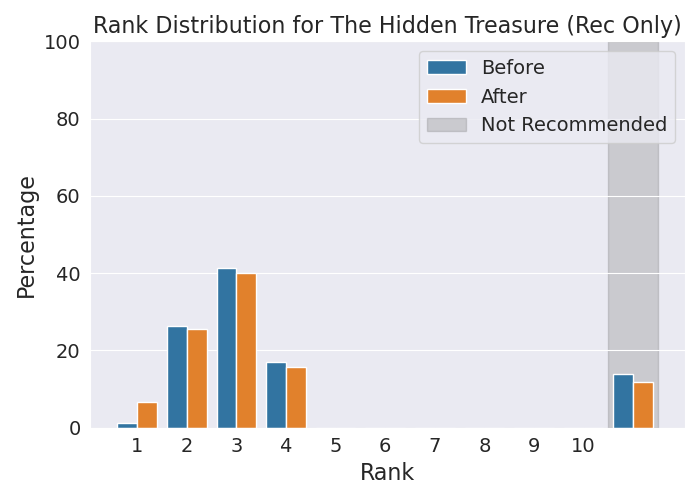 Rank Distribution for The Hidden Treasure (Rec Only)
100
80
60
40
20
0
Percentage
Before
After
Not Recommended
1 2 3 4 5 6 7 8 9 10
Rank